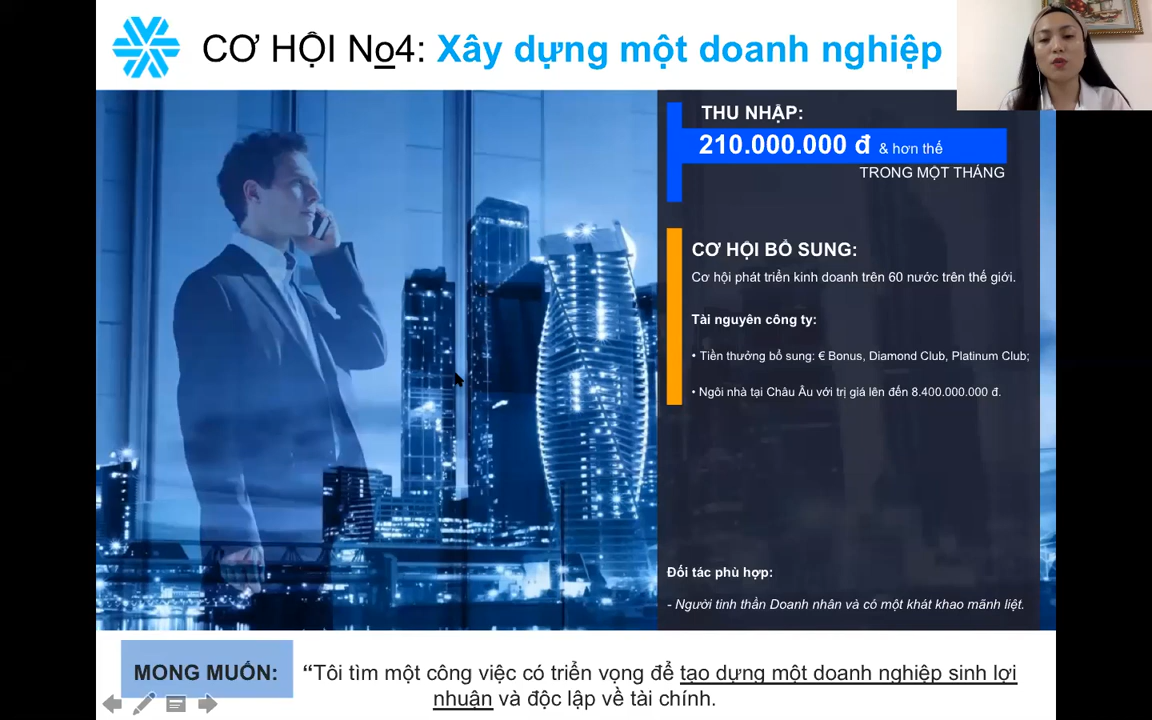 CƠ HỘI No4: Xây dựng một doanh nghiệp
THU NHẬP:
210.000.000 đ & hơn thế
TRONG MỘT THÁNG
CƠ HỘI BỔ SUNG:
Cơ hội phát triển kinh doanh trên 60 nước trên thế giới.
Tài nguyên công ty:
• Tiền thưởng bổ sung: € Bonus, Diamond Club, Platinum Club;
• Ngôi nhà tại Châu Âu với trị giá lên đến 8.400.000.000 đ.
Đối tác phù hợp:
- Người tinh thần Doanh nhân và có một khát khao mãnh liệt.
MONG MUỐN:
“Tôi tìm một công việc có triển vọng để tạo dựng một doanh nghiệp sinh lợi
nhuận và độc lập về tài chính.